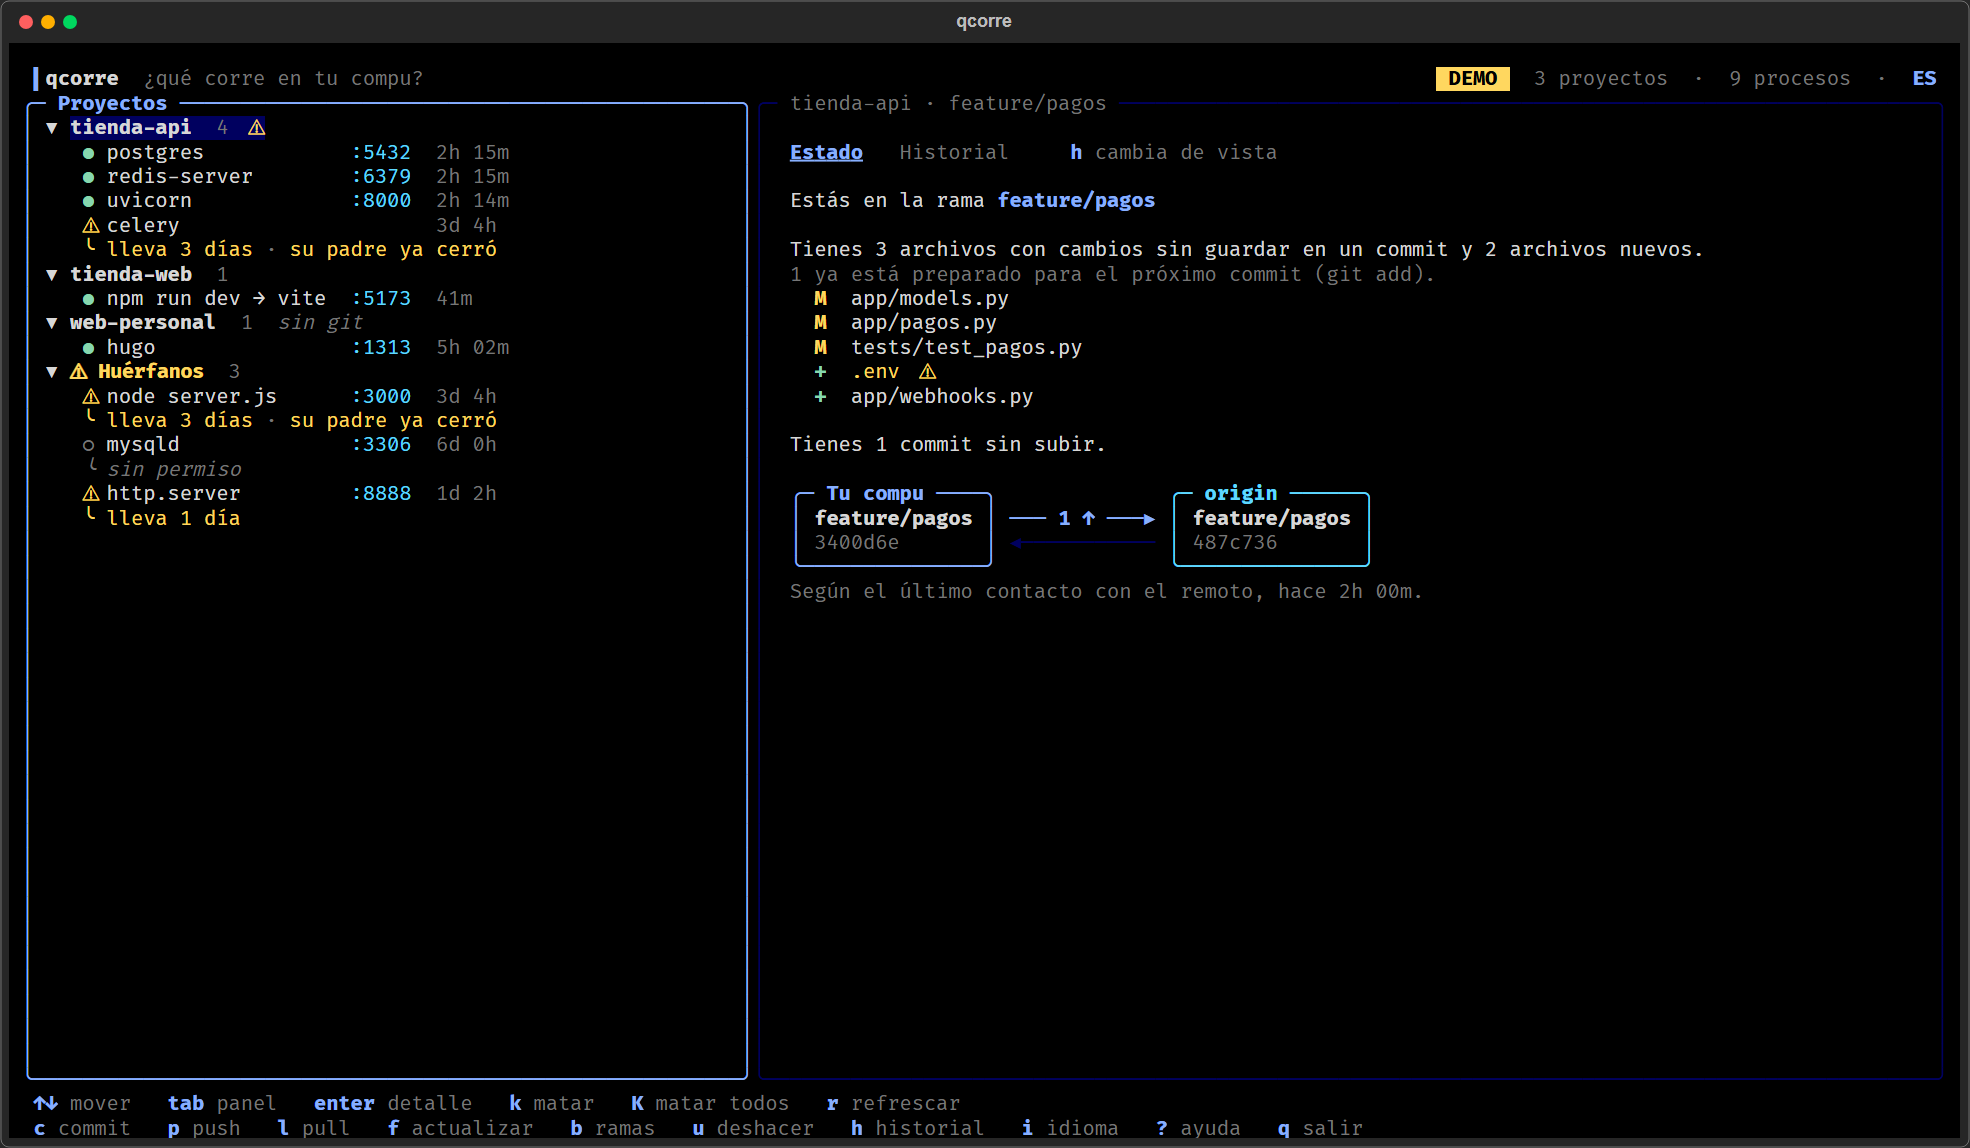 qcorre
qcorre ¿qué corre en tu compu? DEMO 3 proyectos · 9 procesos · ES
Proyectos
▼ tienda-api 4 ⚠
● postgres :5432 2h 15m
● redis-server :6379 2h 15m
● uvicorn :8000 2h 14m
⚠ celery 3d 4h
╰ lleva 3 días · su padre ya cerró
▼ tienda-web 1
● npm run dev → vite :5173 41m
▼ web-personal 1 sin git
● hugo :1313 5h 02m
▼ ⚠ Huérfanos 3
⚠ node server.js :3000 3d 4h
╰ lleva 3 días · su padre ya cerró
○ mysqld :3306 6d 0h
╰ sin permiso
⚠ http.server :8888 1d 2h
╰ lleva 1 día
tienda-api · feature/pagos
Estado Historial h cambia de vista
Estás en la rama feature/pagos
Tienes 3 archivos con cambios sin guardar en un commit y 2 archivos nuevos.
1 ya está preparado para el próximo commit (git add).
M app/models.py
M app/pagos.py
M tests/test_pagos.py
+ .env ⚠
+ app/webhooks.py
Tienes 1 commit sin subir.
Tu compu origin
feature/pagos 1 ↑ feature/pagos
3400d6e 487c736
Según el último contacto con el remoto, hace 2h 00m.
↑↓ mover tab panel enter detalle k matar K matar todos r refrescar
c commit p push l pull f actualizar b ramas u deshacer h historial i idioma ? ayuda q salir